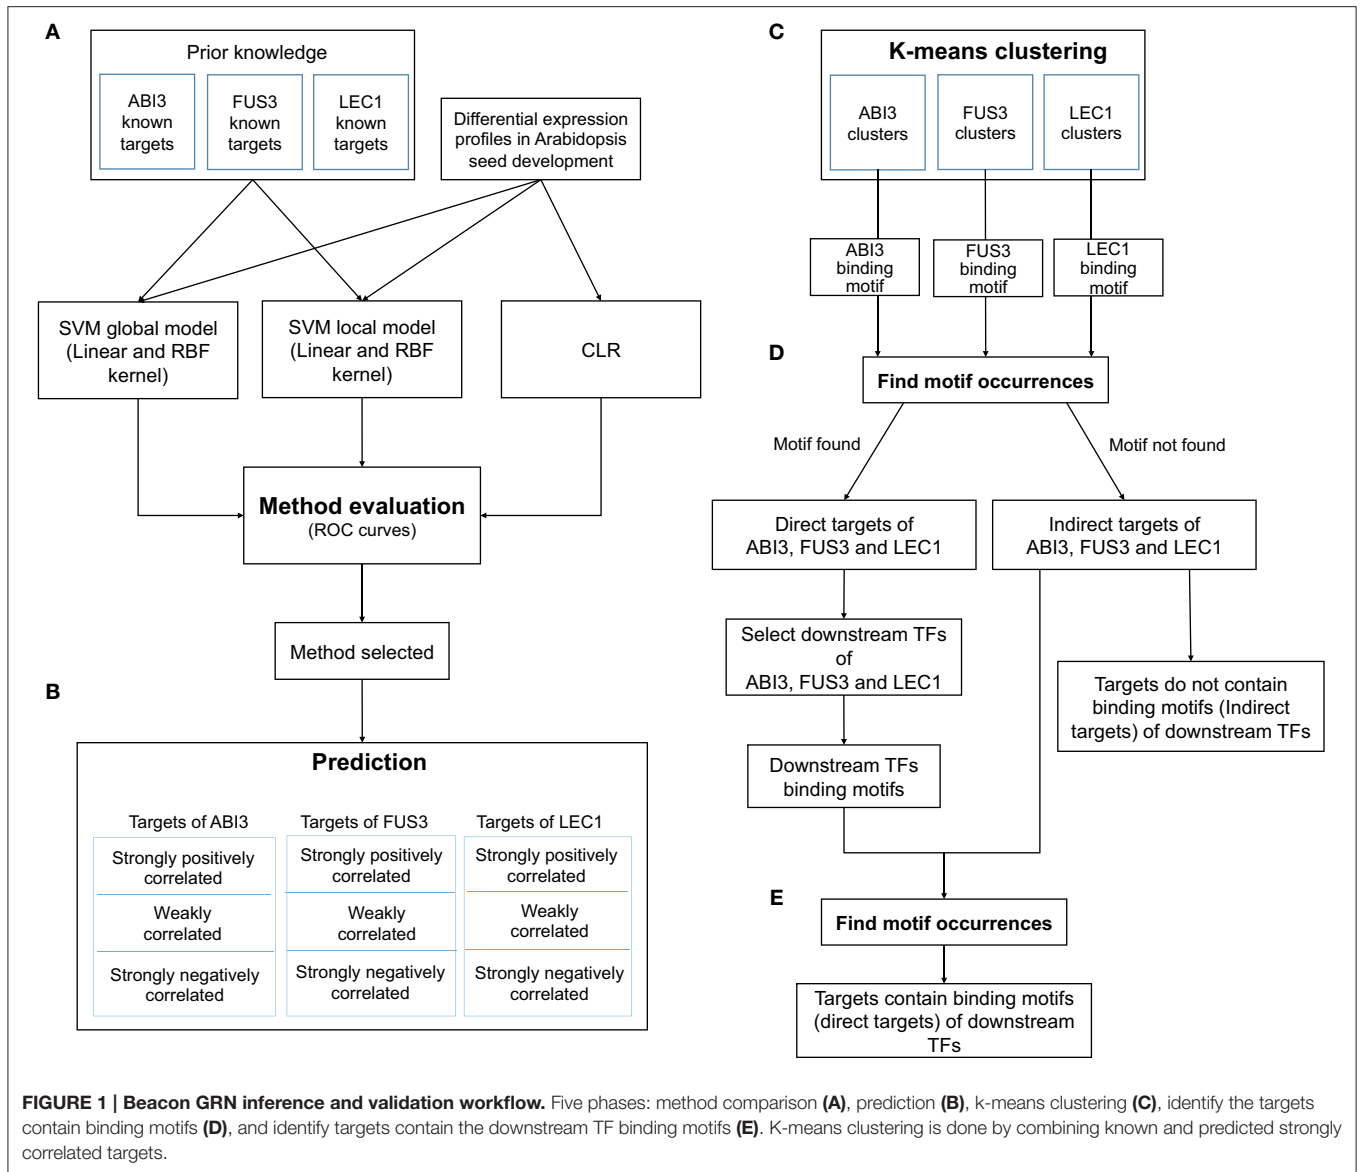 A
Prior knowledge
ABI3
known
targets
FUS3
known
targets
LEC1
known
targets
Differential expression
profiles in Arabidopsis
seed development
SVM global model
(Linear and RBF
kernel)
SVM local model
(Linear and RBF
kernel)
CLR
Method evaluation
(ROC curves)
Method selected
B
Prediction
Targets of ABI3
Strongly positively
correlated
Weakly
correlated
Strongly negatively
correlated
Targets of FUS3
Strongly positively
correlated
Weakly
correlated
Strongly negatively
correlated
Targets of LEC1
Strongly positively
correlated
Weakly
correlated
Strongly negatively
correlated
C
K-means clustering
ABI3
clusters
FUS3
clusters
LEC1
clusters
ABI3
binding
motif
FUS3
binding
motif
LEC1
binding
motif
D
Find motif occurrences
Motif found
Motif not found
Direct targets of
ABI3, FUS3 and LEC1
Indirect targets of
ABI3, FUS3 and LEC1
Select downstream TFs
of
ABI3, FUS3 and LEC1
Targets do not contain
binding motifs (Indirect
targets) of downstream TFs
Downstream TFs
binding motifs
E
Find motif occurrences
Targets contain binding motifs
(direct targets) of downstream
TFs
FIGURE 1 | Beacon GRN inference and validation workflow. Five phases: method comparison (A), prediction (B), k-means clustering (C), identify the targets
contain binding motifs (D), and identify targets contain the downstream TF binding motifs (E). K-means clustering is done by combining known and predicted strongly
correlated targets.